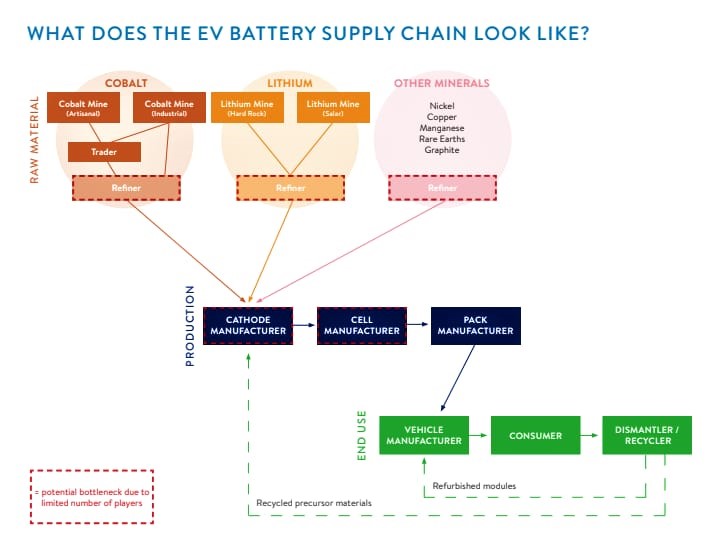 WHAT DOES THE EV BATTERY SUPPLY CHAIN LOOK LIKE?
RAW MATERIAL
COBALT
Cobalt Mine
(Artisanal)
Cobalt Mine
(Industrial)
Trader
Refiner
LITHIUM
Lithium Mine
(Hard Rock)
Lithium Mine
(Salar)
Refiner
OTHER MINERALS
Nickel
Copper
Manganese
Rare Earths
Graphite
Refiner
PRODUCTION
CATHODE
MANUFACTURER
CELL
MANUFACTURER
PACK
MANUFACTURER
END USE
VEHICLE
MANUFACTURER
CONSUMER
DISMANTLER /
RECYCLER
Refurbished modules
Recycled precursor materials
= potential bottleneck due to
limited number of players